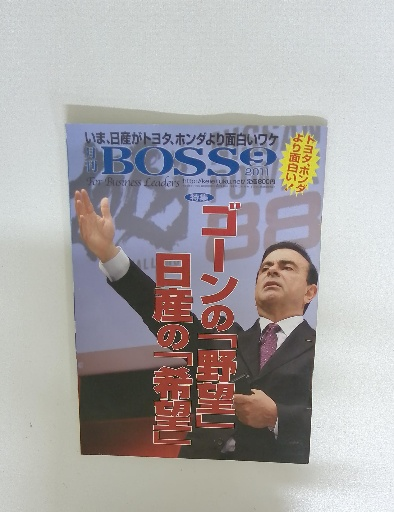 いま、日産がトヨタ、ホンダより面白いワケ
月刊 BOSS 9
2011
For Business Leaders
トヨタ、ホンダ
より面白い!
特集
ゴーンの「野望」
日産の「希望」
88